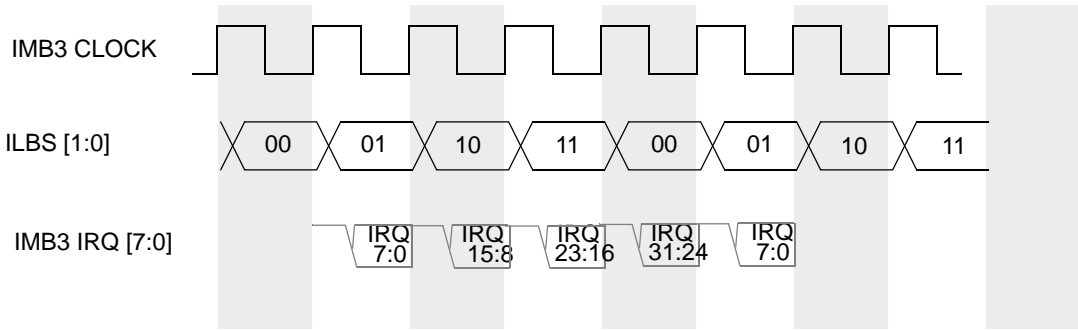 IMB3 CLOCK
ILBS [1:0]
00 01 10 11 00 01 10 11
IMB3 IRQ [7:0]
IRQ 7:0
IRQ 15:8
IRQ 23:16
IRQ 31:24
IRQ 7:0